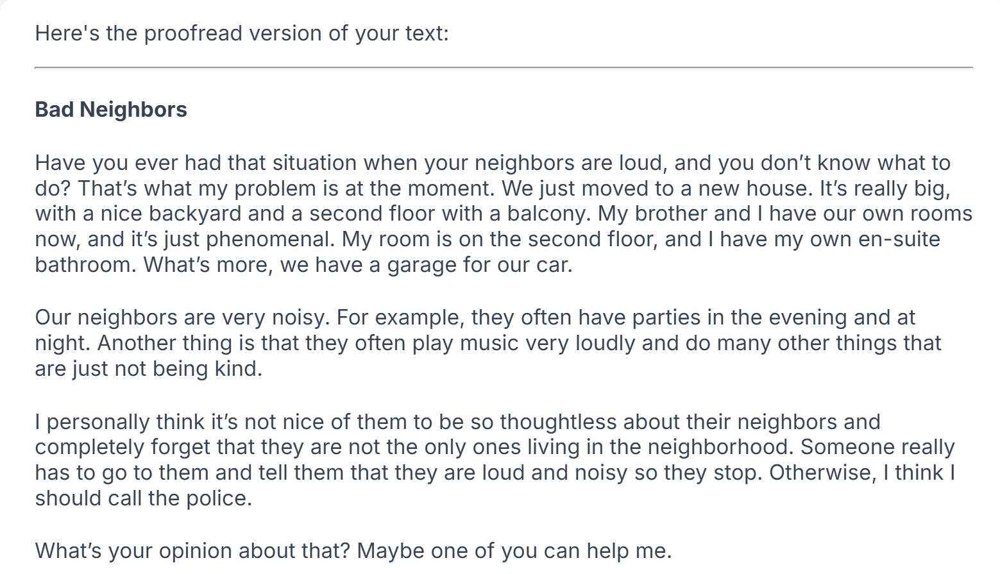 Here's the proofread version of your text:
Bad Neighbors
Have you ever had that situation when your neighbors are loud, and you don’t know what to
do? That’s what my problem is at the moment. We just moved to a new house. It’s really big,
with a nice backyard and a second floor with a balcony. My brother and I have our own rooms
now, and it’s just phenomenal. My room is on the second floor, and I have my own en-suite
bathroom. What’s more, we have a garage for our car.
Our neighbors are very noisy. For example, they often have parties in the evening and at
night. Another thing is that they often play music very loudly and do many other things that
are just not being kind.
I personally think it’s not nice of them to be so thoughtless about their neighbors and
completely forget that they are not the only ones living in the neighborhood. Someone really
has to go to them and tell them that they are loud and noisy so they stop. Otherwise, I think I
should call the police.
What’s your opinion about that? Maybe one of you can help me.